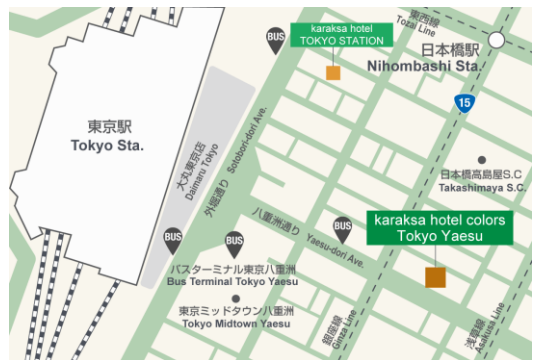 東西線
Tozai Line
BUS
karaksa hotel
TOKYO STATION
日本橋駅
Nihombashi Sta.
15
東京駅
Tokyo Sta.
大丸東京店
Daimaru Tokyo
外堀通り Sotobori-dori Ave.
日本橋高島屋S.C
Takashimaya S.C.
八重洲通り Yaesu-dori Ave.
BUS
karaksa hotel colors
Tokyo Yaesu
BUS
BUS
バスターミナル東京八重洲
Bus Terminal Tokyo Yaesu
東京ミッドタウン八重洲
Tokyo Midtown Yaesu
銀座線
Ginza Line
浅草線
Asakusa Line